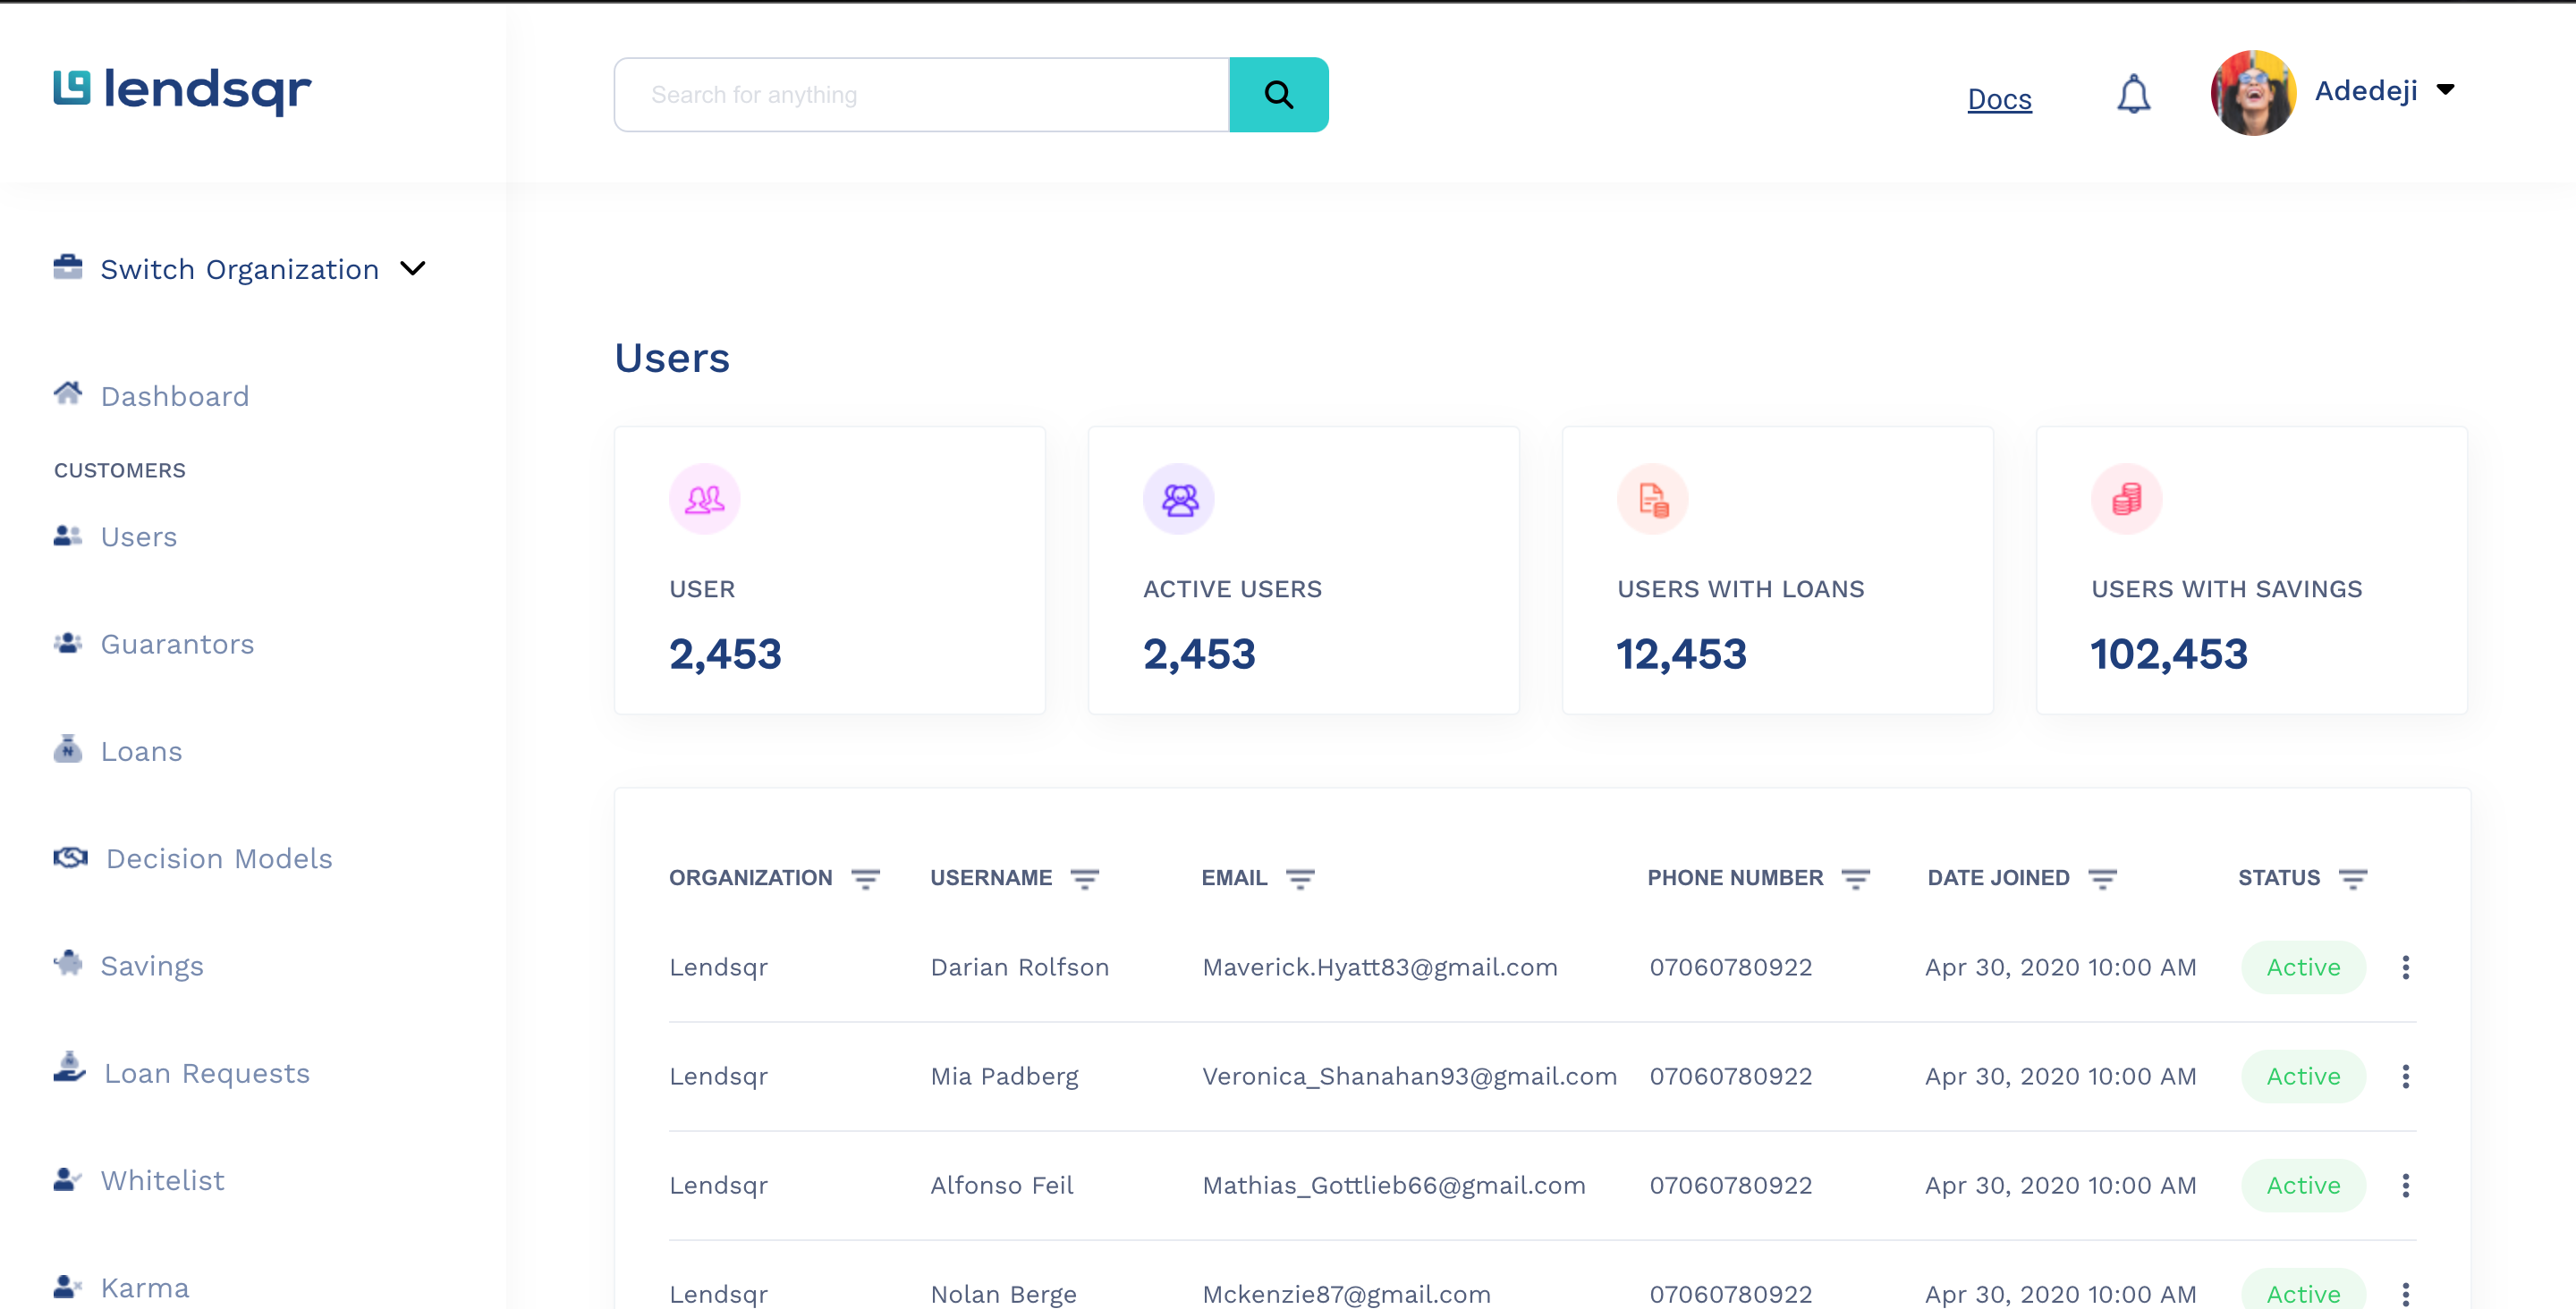 lendsqr
Search for anything
Docs
Adedeji
Switch Organization
Dashboard
CUSTOMERS
Users
Guarantors
Loans
Decision Models
Savings
Loan Requests
Whitelist
Karma
Users
USER
2,453
ACTIVE USERS
2,453
USERS WITH LOANS
12,453
USERS WITH SAVINGS
102,453
ORGANIZATION USERNAME EMAIL PHONE NUMBER DATE JOINED STATUS
Lendsqr Darian Rolfson Maverick.Hyatt83@gmail.com 07060780922 Apr 30, 2020 10:00 AM Active
Lendsqr Mia Padberg Veronica_Shanahan93@gmail.com 07060780922 Apr 30, 2020 10:00 AM Active
Lendsqr Alfonso Feil Mathias_Gottlieb66@gmail.com 07060780922 Apr 30, 2020 10:00 AM Active
Lendsqr Nolan Berge Mckenzie87@gmail.com 07060780922 Apr 30, 2020 10:00 AM Active